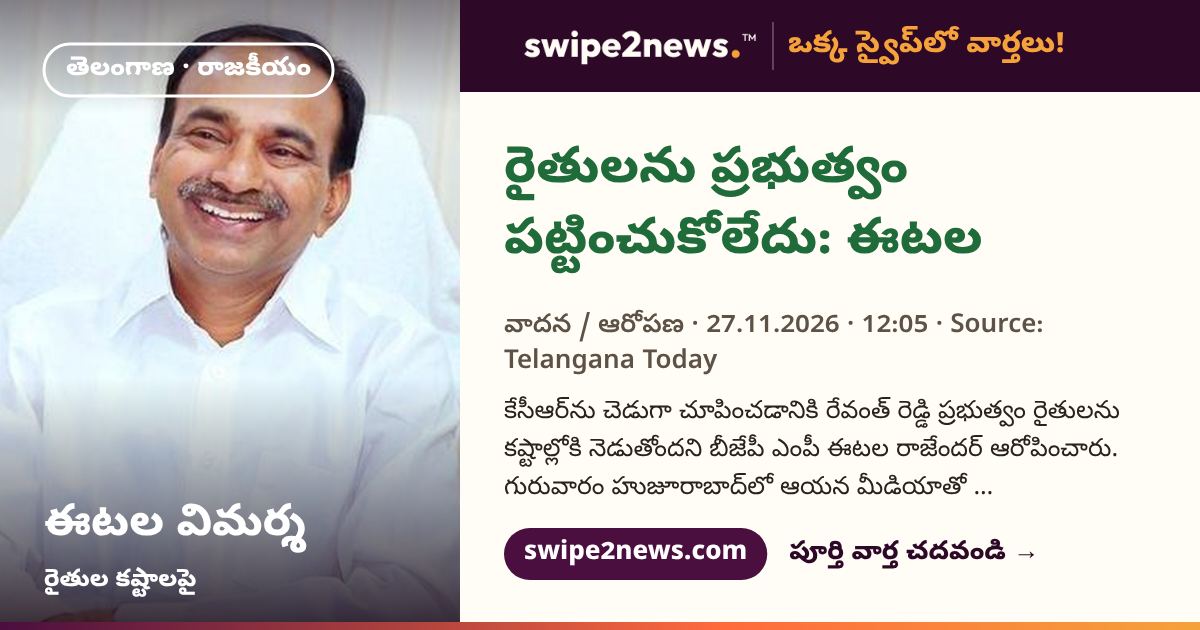 తెలంగాణ · రాజకీయం
swipe2news.™
ఒక్క స్వైప్‌లో వార్తలు!
రైతులను ప్రభుత్వం
పట్టించుకోలేదు: ఈటల
వాదన / ఆరోపణ · 27.11.2026 · 12:05 · Source:
Telangana Today
కేసీఆర్‌ను చెడుగా చూపించడానికి రేవంత్ రెడ్డి ప్రభుత్వం రైతులను
కష్టాల్లోకి నెడుతోందని బీజేపీ ఎంపీ ఈటల రాజేందర్ ఆరోపించారు.
గురువారం హుజూరాబాద్‌లో ఆయన మీడియాతో ...
swipe2news.com
పూర్తి వార్త చదవండి →
ఈటల విమర్శ
రైతుల కష్టాలపై